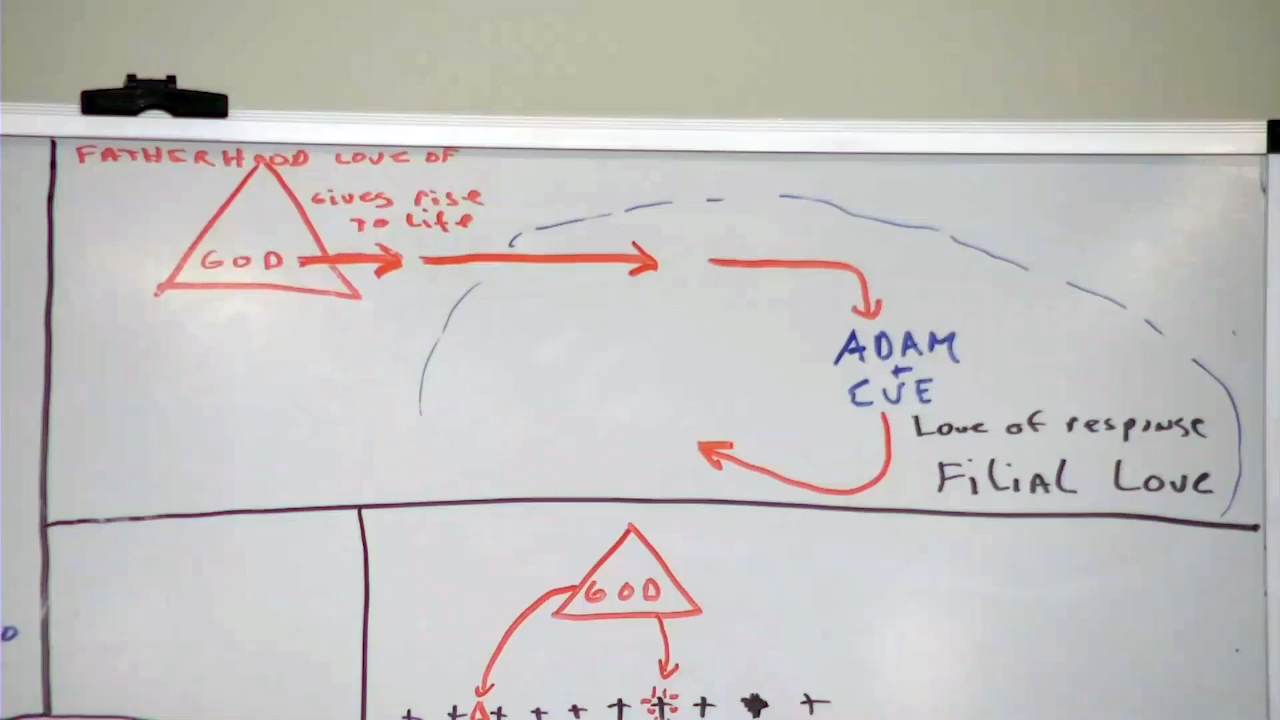 FATHERHOOD LOVE OF
Gives rise
TO Life
GOD
ADAM
+
EVE
Love of response
Filial Love
GOD
+ + + + + + + + +